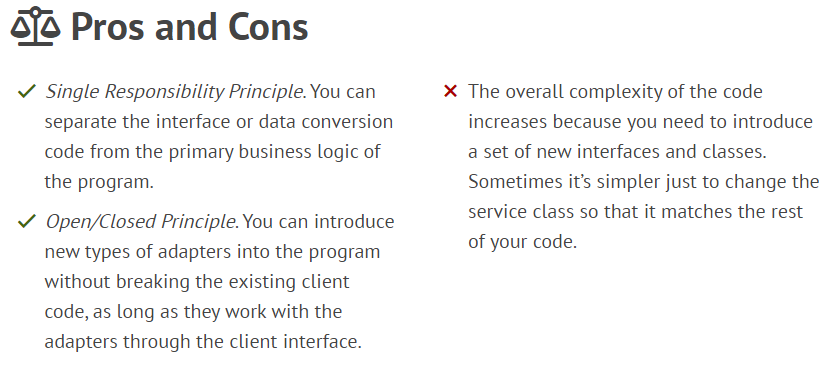 Pros and Cons
Single Responsibility Principle. You can
separate the interface or data conversion
code from the primary business logic of
the program.
Open/Closed Principle. You can introduce
new types of adapters into the program
without breaking the existing client
code, as long as they work with the
adapters through the client interface.
The overall complexity of the code
increases because you need to introduce
a set of new interfaces and classes.
Sometimes it’s simpler just to change the
service class so that it matches the rest
of your code.